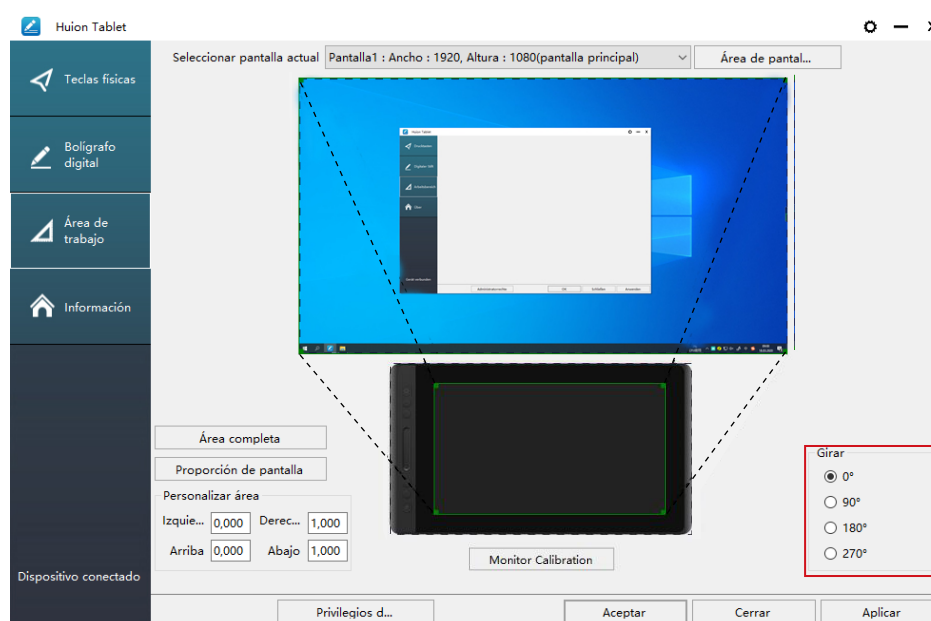 Huion Tablet
Seleccionar pantalla actual Pantalla1 : Ancho : 1920, Altura : 1080(pantalla principal) Área de pantal...
Teclas físicas
Bolígrafo
digital
Área de
trabajo
Información
Dispositivo conectado
Huion Tablet
Área completa
Proporción de pantalla
Personalizar área
Izquie... 0,000 Derec... 1,000
Arriba 0,000 Abajo 1,000
Monitor Calibration
Girar
0°
90°
180°
270°
Privilegios d... Aceptar Cerrar Aplicar